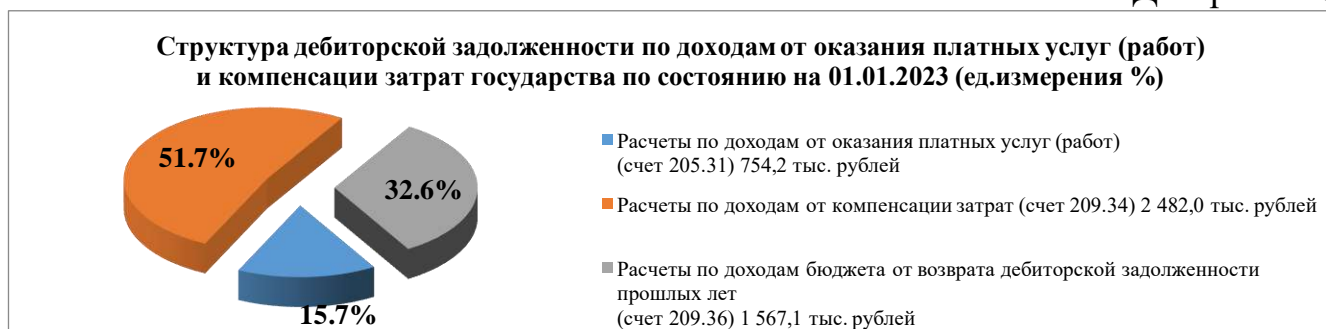 Структура дебиторской задолженности по доходам от оказания платных услуг (работ)
и компенсации затрат государства по состоянию на 01.01.2023 (ед.измерения %)
51.7%
32.6%
15.7%
Расчеты по доходам от оказания платных услуг (работ)
(счет 205.31) 754,2 тыс. рублей
Расчеты по доходам от компенсации затрат (счет 209.34) 2 482,0 тыс. рублей
Расчеты по доходам бюджета от возврата дебиторской задолженности
прошлых лет
(счет 209.36) 1 567,1 тыс. рублей